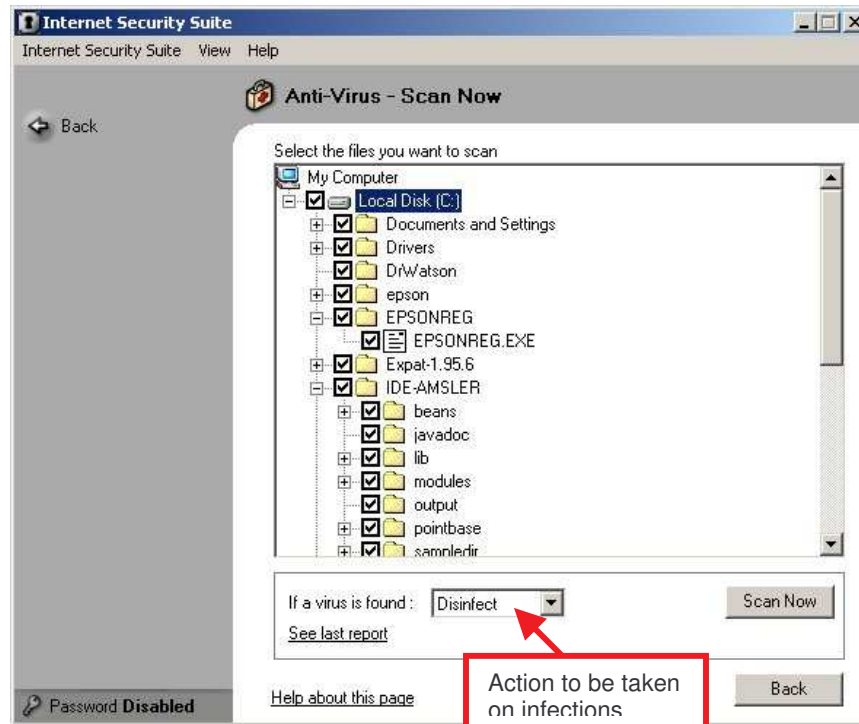 Internet Security Suite
Internet Security Suite View Help
Anti-Virus - Scan Now
Back
Select the files you want to scan
My Computer
Local Disk (C:)
Documents and Settings
Drivers
DrWatson
epson
EPSONREG
EPSONREG.EXE
Expat-1.95.6
IDE-AMSLER
beans
javadoc
lib
modules
output
pointbase
sampledir
If a virus is found : Disinfect Scan Now
See last report
Action to be taken
on infections
Help about this page
Back
Password Disabled